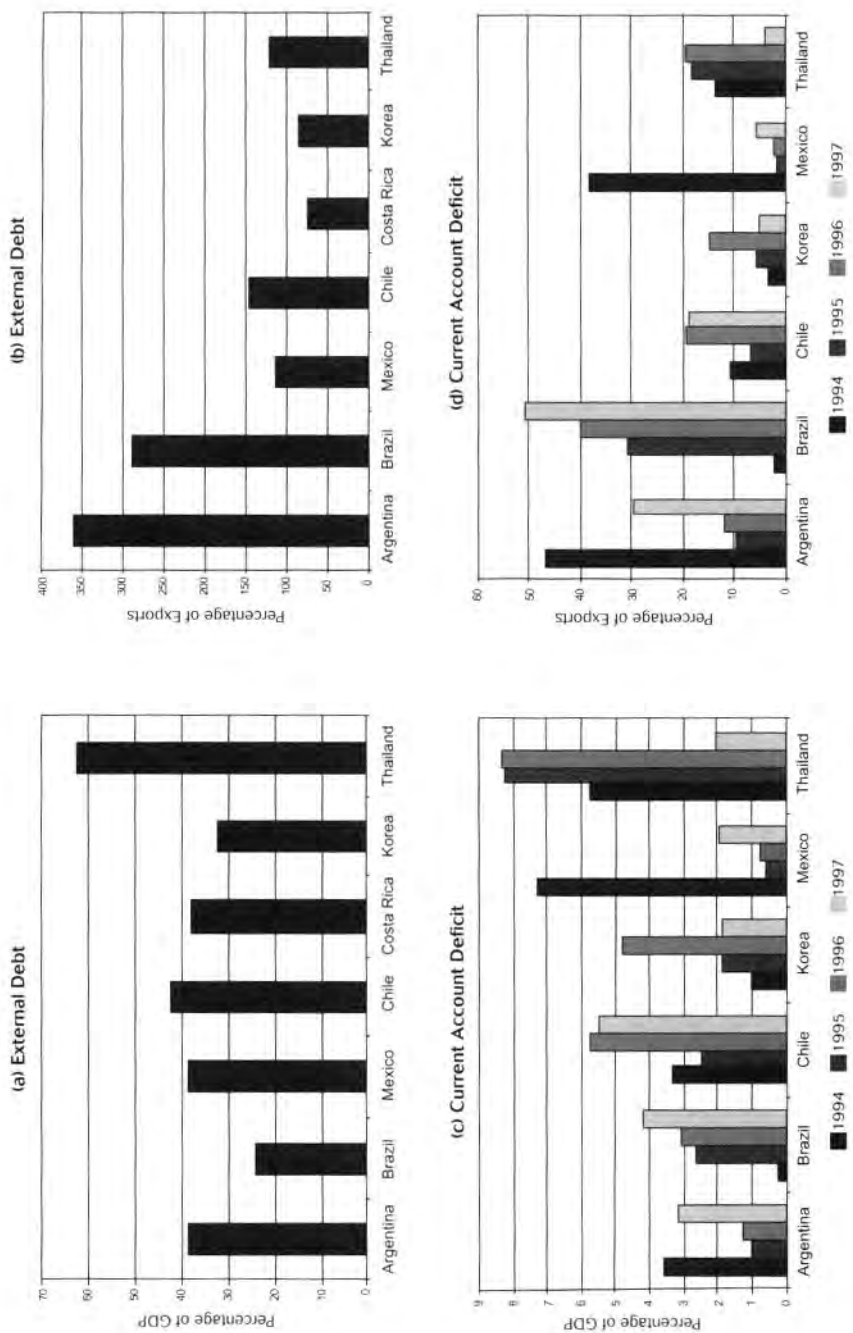 (a) External Debt
Percentage of GDP
70
60
50
40
30
20
10
0
Argentina Brazil Mexico Chile Costa Rica Korea Thailand
(b) External Debt
Percentage of Exports
400
350
300
250
200
150
100
50
0
Argentina Brazil Mexico Chile Costa Rica Korea Thailand
(c) Current Account Deficit
Percentage of GDP
9
8
7
6
5
4
3
2
1
0
Argentina Brazil Chile Korea Mexico Thailand
1994 1995 1996 1997
(d) Current Account Deficit
Percentage of Exports
60
50
40
30
20
10
0
Argentina Brazil Chile Korea Mexico Thailand
1994 1995 1996 1997